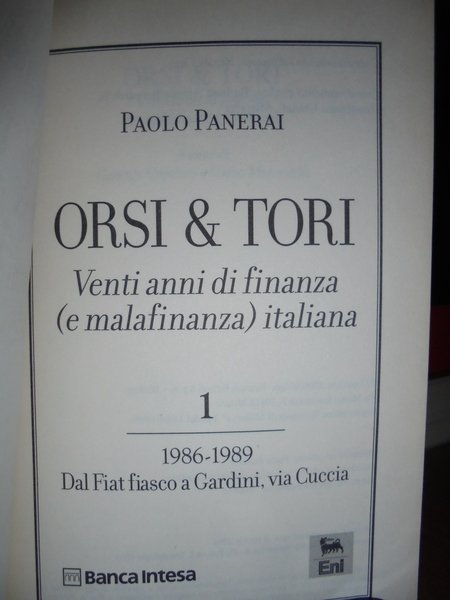 PAOLO PANERAI
ORSI & TORI
Venti anni di finanza
(e malafinanza) italiana
1
1986-1989
Dal Fiat fiasco a Gardini, via Cuccia
Banca Intesa
Eni